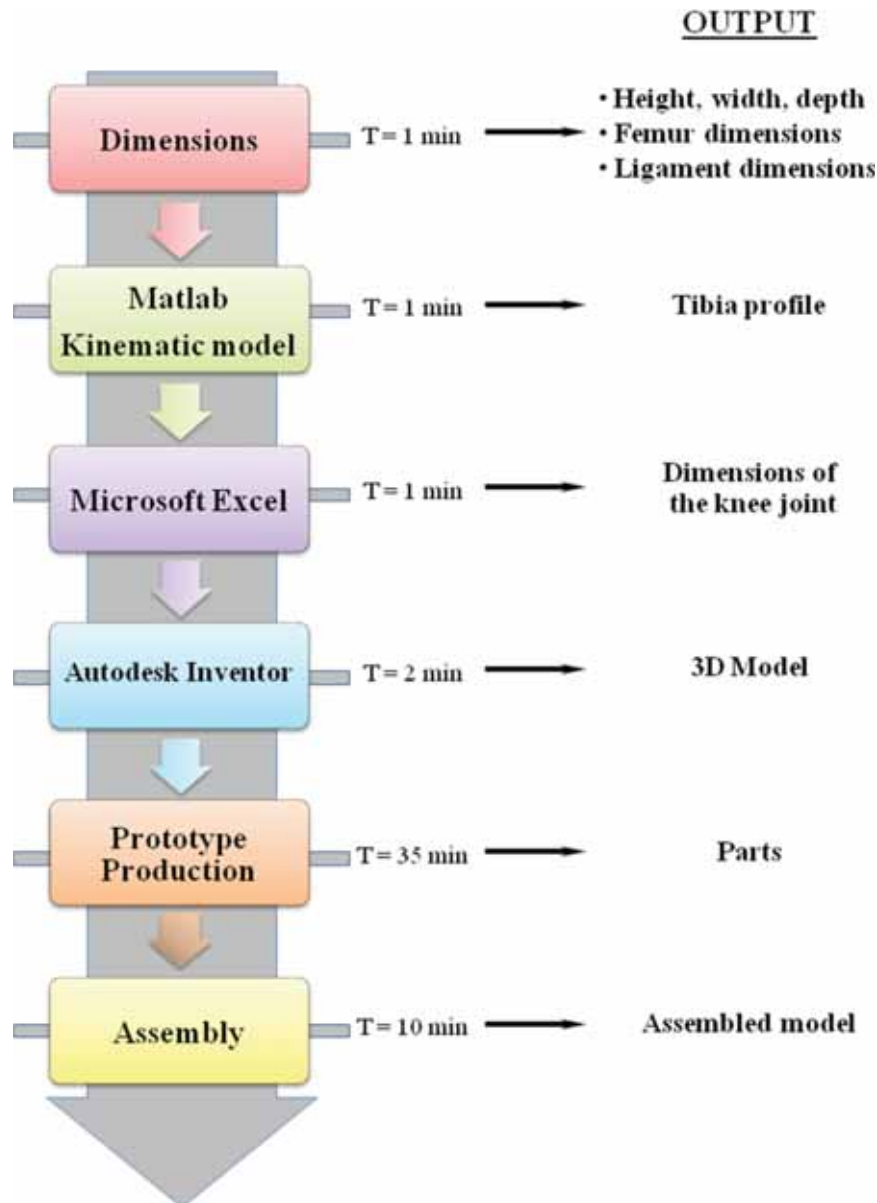 OUTPUT
Dimensions
T = 1 min
• Height, width, depth
• Femur dimensions
• Ligament dimensions
Matlab
Kinematic model
T = 1 min
Tibia profile
Microsoft Excel
T = 1 min
Dimensions of
the knee joint
Autodesk Inventor
T = 2 min
3D Model
Prototype
Production
T = 35 min
Parts
Assembly
T = 10 min
Assembled model